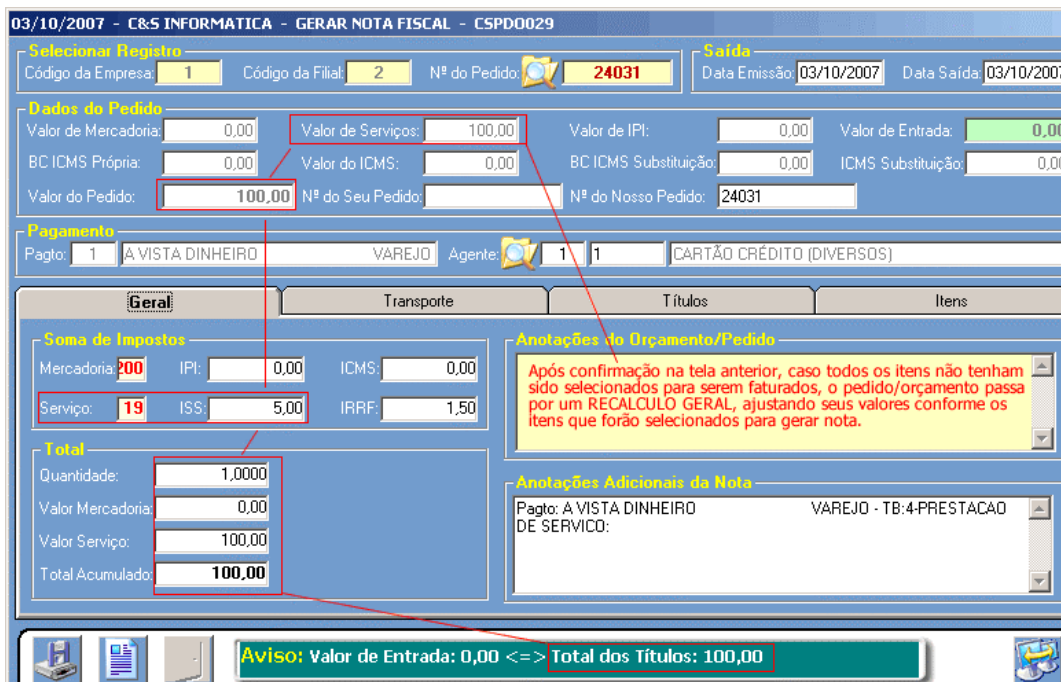 03/10/2007 - C&S INFORMATICA - GERAR NOTA FISCAL - CSPDO029
Selecionar Registro
Código da Empresa: 1 Código da Filial: 2 Nº do Pedido: 24031
Saída
Data Emissão: 03/10/2007 Data Saída: 03/10/2007
Dados do Pedido
Valor de Mercadoria: 0,00 Valor de Serviços: 100,00 Valor de IPI: 0,00 Valor de Entrada: 0,00
BC ICMS Própria: 0,00 Valor do ICMS: 0,00 BC ICMS Substituição: 0,00 ICMS Substituição: 0,00
Valor do Pedido: 100,00 Nº do Seu Pedido: Nº do Nosso Pedido: 24031
Pagamento
Pagto: 1 A VISTA DINHEIRO VAREJO Agente: 1 1 CARTÃO CRÉDITO (DIVERSOS)
Geral Transporte Títulos Itens
Soma de Impostos
Mercadoria: 200 IPI: 0,00 ICMS: 0,00
Serviço: 19 ISS: 5,00 IRRF: 1,50
Total
Quantidade: 1,0000
Valor Mercadoria: 0,00
Valor Serviço: 100,00
Total Acumulado: 100,00
Anotações do Orçamento/Pedido
Após confirmação na tela anterior, caso todos os itens não tenham
sido selecionados para serem faturados, o pedido/orçamento passa
por um RECALCULO GERAL, ajustando seus valores conforme os
itens que forão selecionados para gerar nota.
Anotações Adicionais da Nota
Pagto: A VISTA DINHEIRO VAREJO - TB:4-PRESTACAO
DE SERVICO:
Aviso: Valor de Entrada: 0,00 <=> Total dos Títulos: 100,00